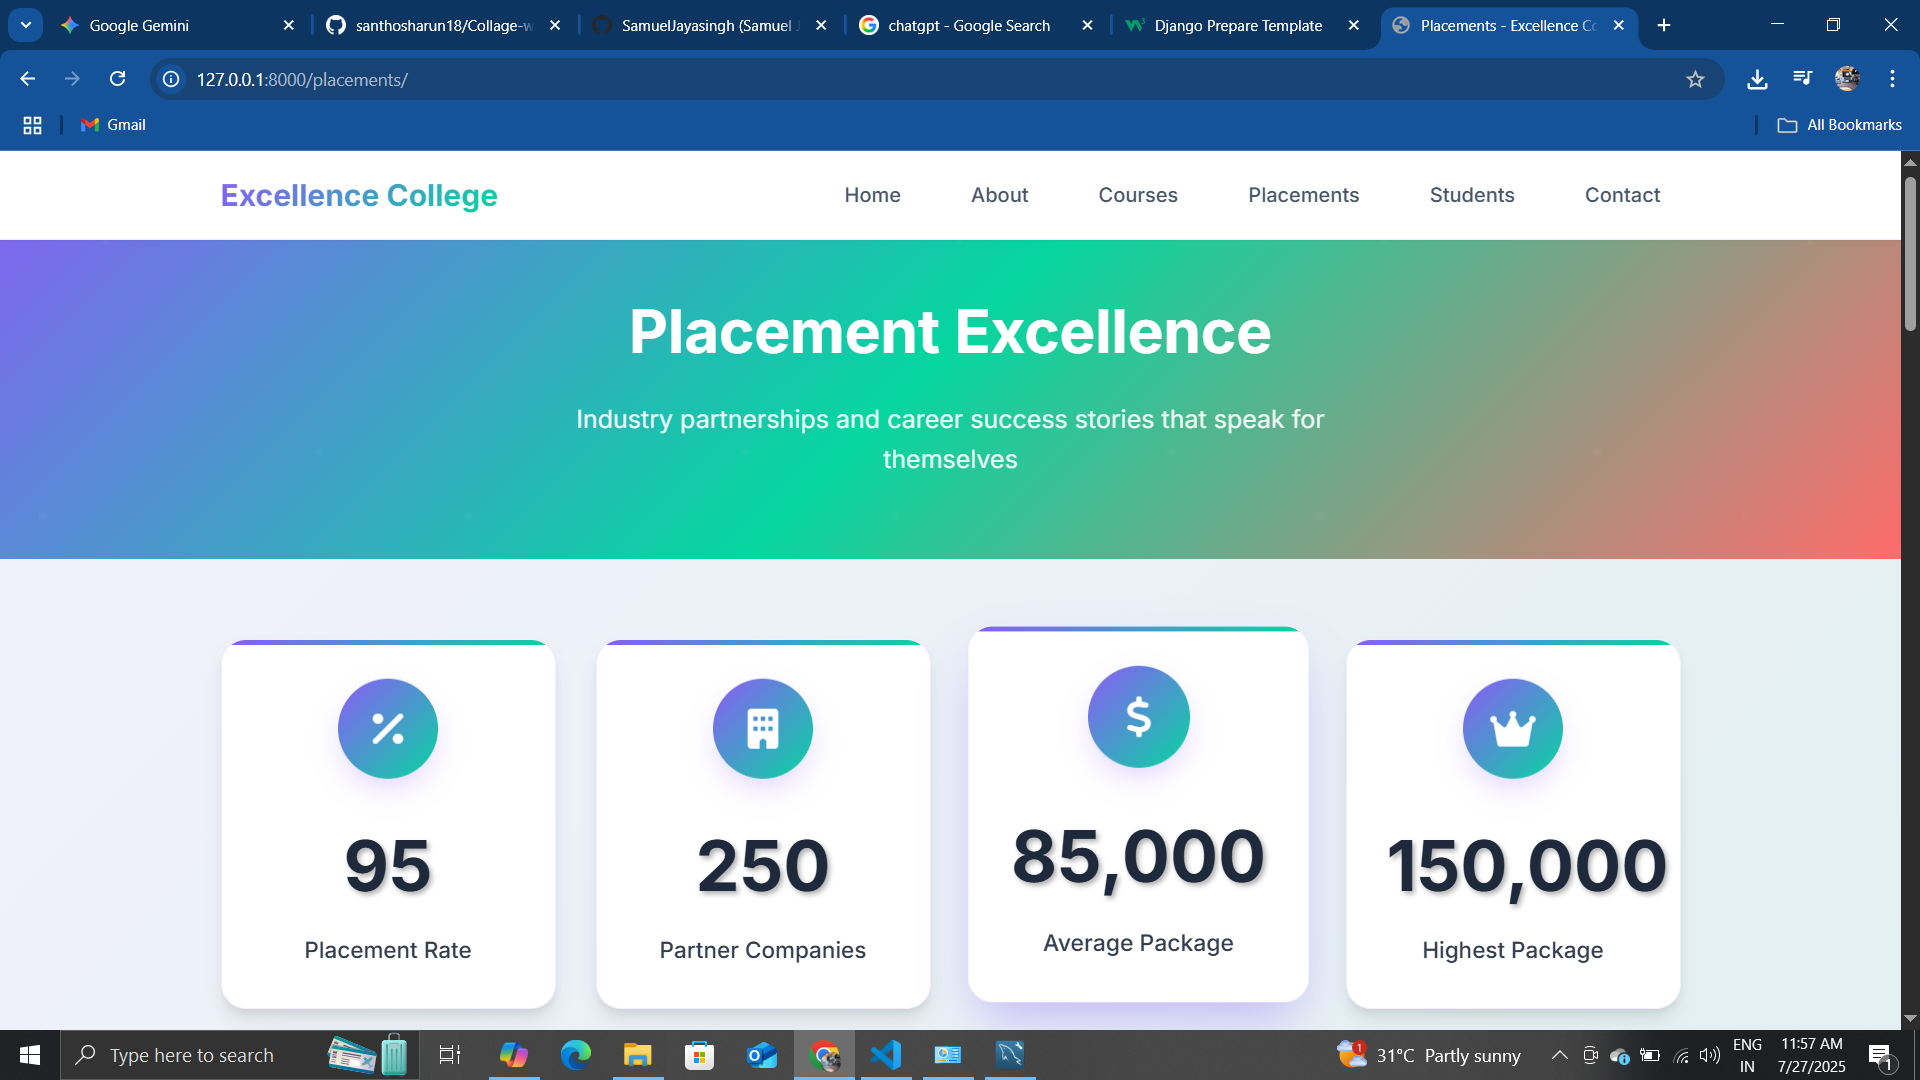 Google Gemini
santhosharun18/Collage-w
SamuelJayasingh (Samuel J
chatgpt - Google Search
Django Prepare Template
Placements - Excellence Co
127.0.0.1:8000/placements/
Gmail
All Bookmarks
Excellence College
Home
About
Courses
Placements
Students
Contact
Placement Excellence
Industry partnerships and career success stories that speak for
themselves
95
Placement Rate
250
Partner Companies
$
85,000
Average Package
150,000
Highest Package
Type here to search
1
31°C Partly sunny
ENG
IN
11:57 AM
7/27/2025
1